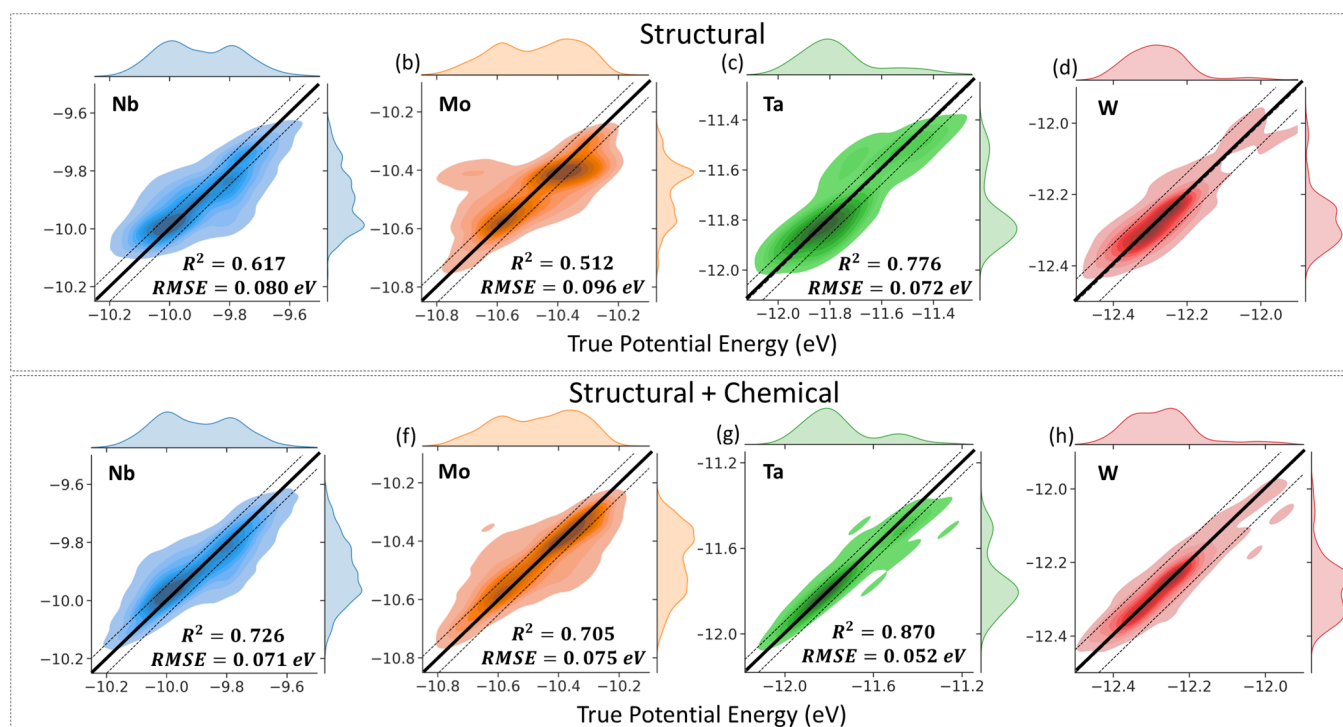 Structural
(b) (c) (d)
Nb Mo Ta W
−9.6 −10.2 −11.4 −12.0
−9.8 −10.4 −11.6 −12.2
−10.0 −10.6 −11.8 −12.4
−10.2 −10.8 −12.0
R² = 0.617 R² = 0.512 R² = 0.776
RMSE = 0.080 eV RMSE = 0.096 eV RMSE = 0.072 eV
−10.2 −10.0 −9.8 −9.6 −10.8 −10.6 −10.4 −10.2 −12.0 −11.8 −11.6 −11.4 −12.4 −12.2 −12.0
True Potential Energy (eV)
Structural + Chemical
(f) (g) (h)
Nb Mo Ta W
−9.6 −10.2 −11.2 −12.0
−9.8 −10.4 −11.6 −12.2
−10.0 −10.6 −12.0 −12.4
−10.2 −10.8
R² = 0.726 R² = 0.705 R² = 0.870
RMSE = 0.071 eV RMSE = 0.075 eV RMSE = 0.052 eV
−10.2 −10.0 −9.8 −9.6 −10.8 −10.6 −10.4 −10.2 −12.0 −11.8 −11.6 −11.4 −11.2 −12.4 −12.2 −12.0
True Potential Energy (eV)